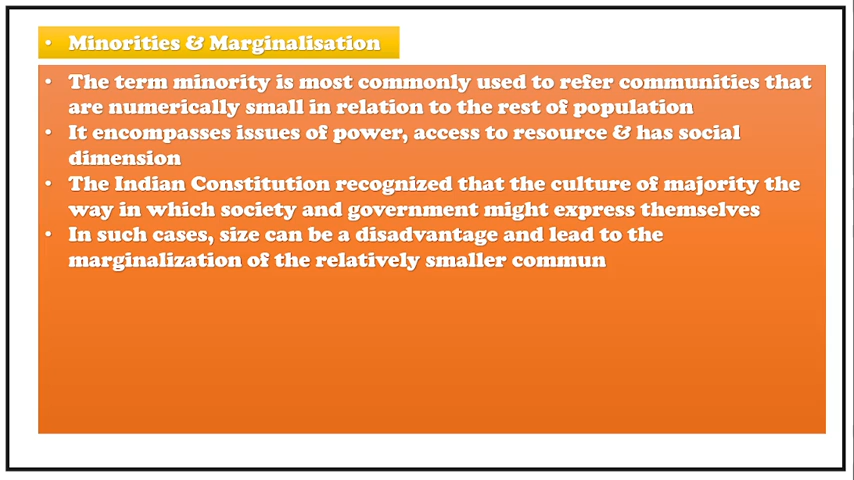 • Minorities & Marginalisation
• The term minority is most commonly used to refer communities that
are numerically small in relation to the rest of population
• It encompasses issues of power, access to resource & has social
dimension
• The Indian Constitution recognized that the culture of majority the
way in which society and government might express themselves
• In such cases, size can be a disadvantage and lead to the
marginalization of the relatively smaller commun